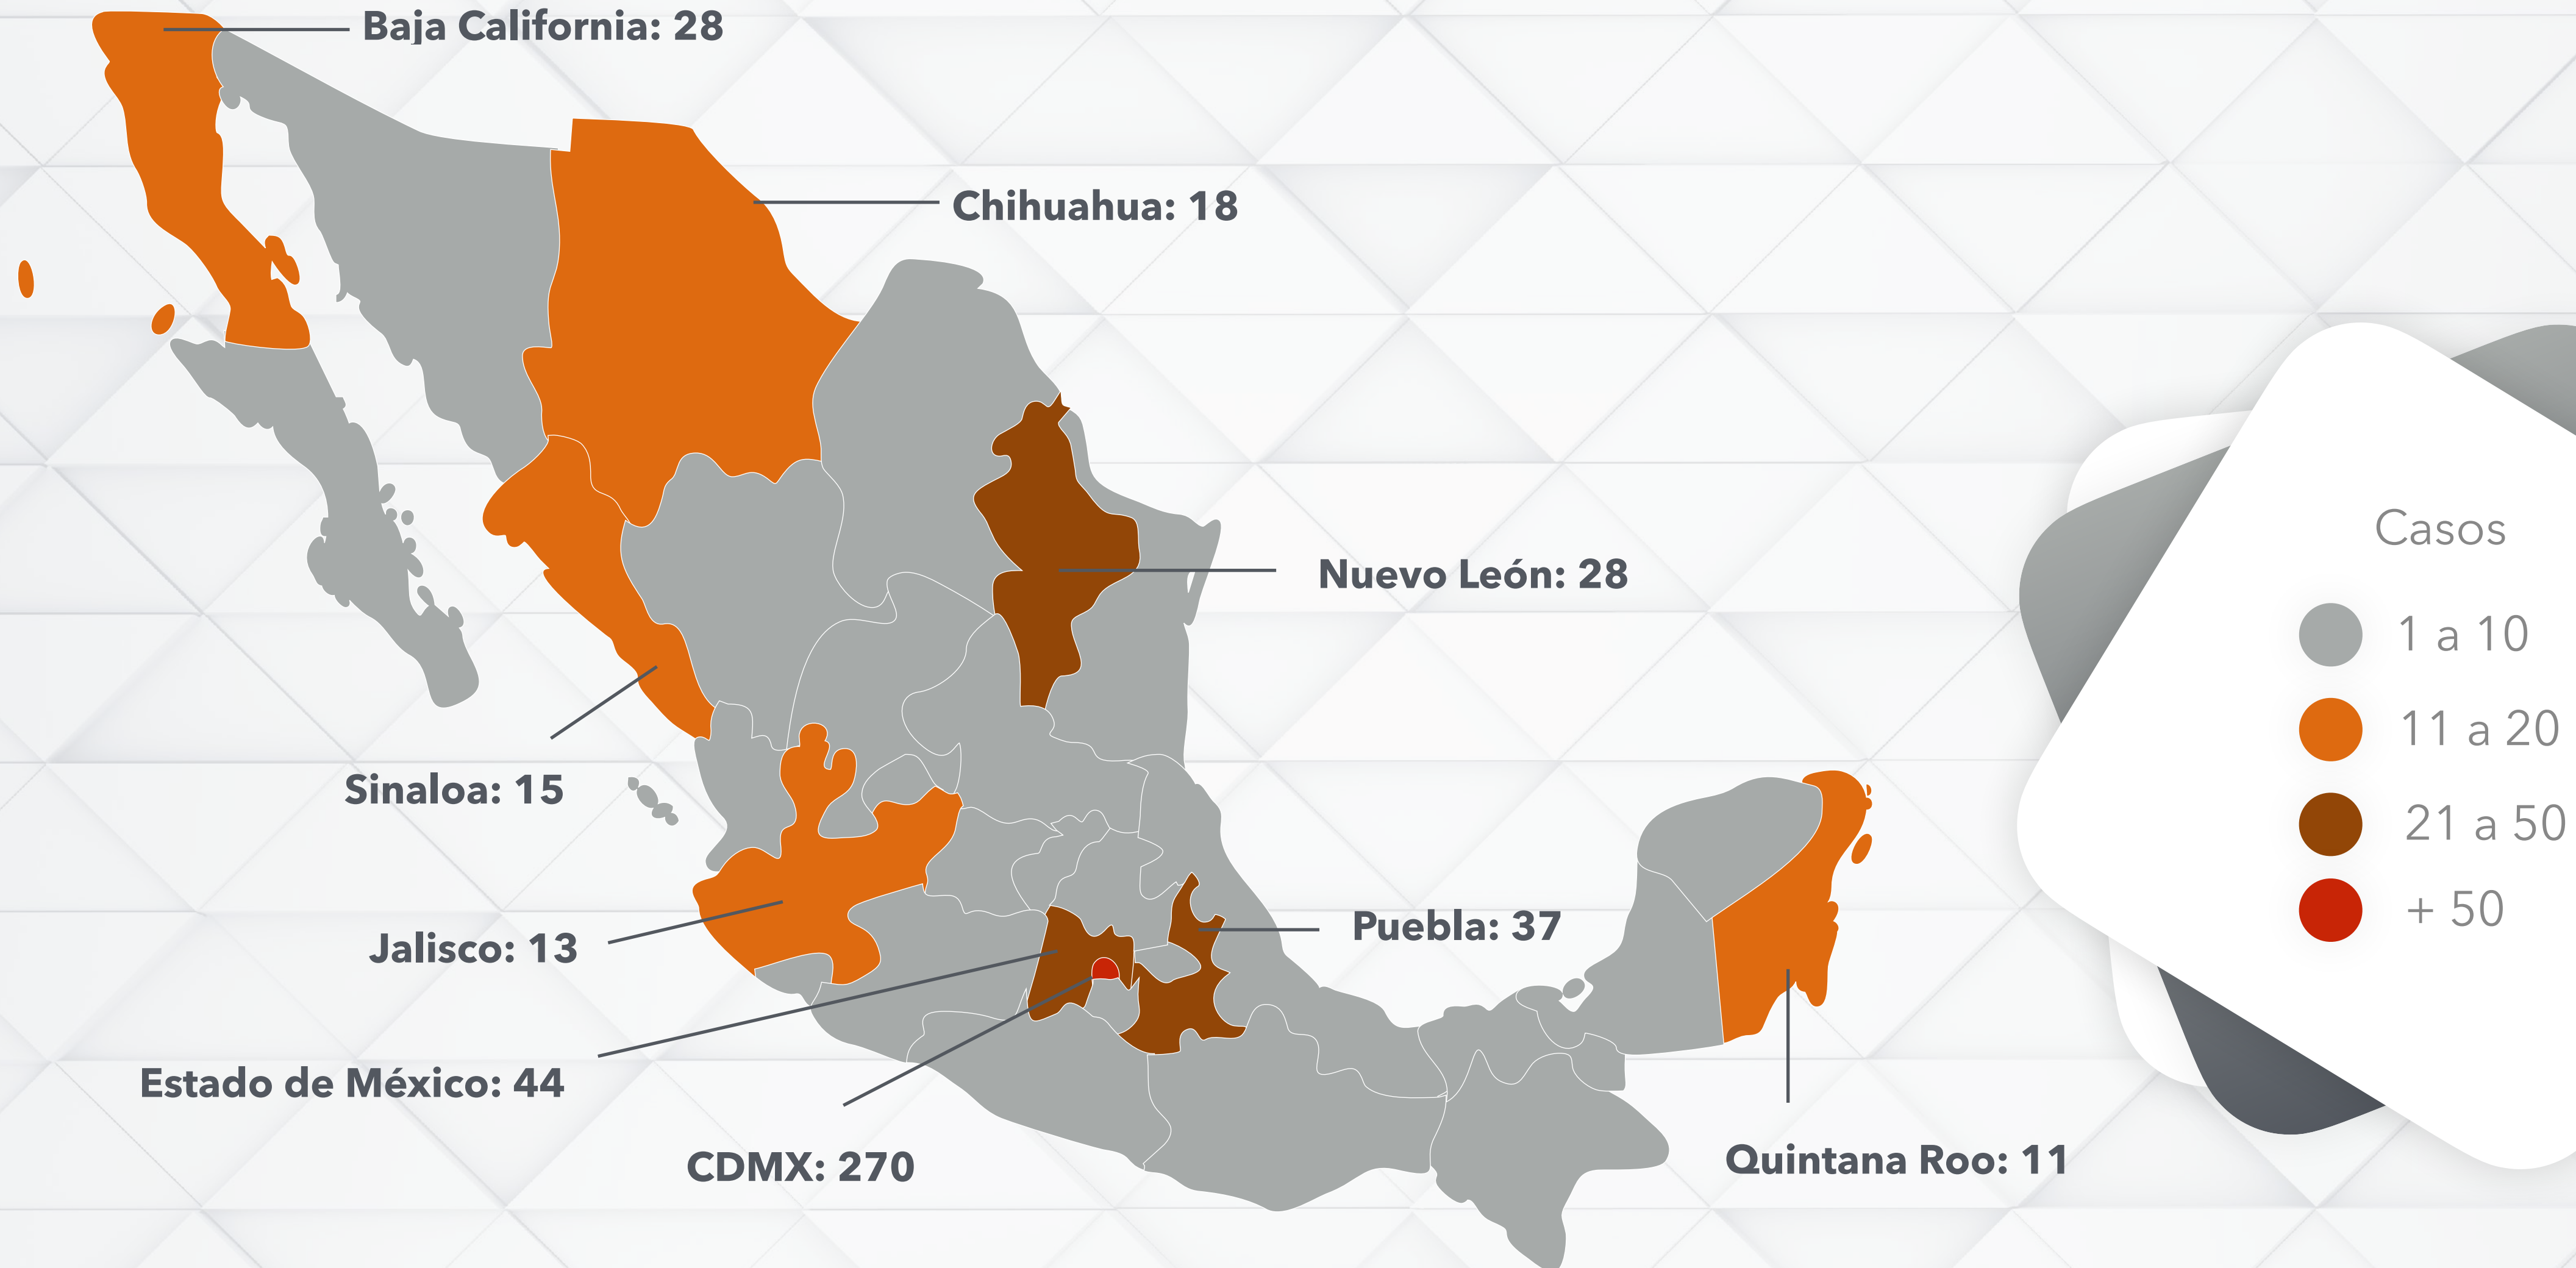 Baja California: 28
Chihuahua: 18
Nuevo León: 28
Sinaloa: 15
Jalisco: 13
Puebla: 37
Estado de México: 44
CDMX: 270
Quintana Roo: 11
Casos
1 a 10
11 a 20
21 a 50
+ 50